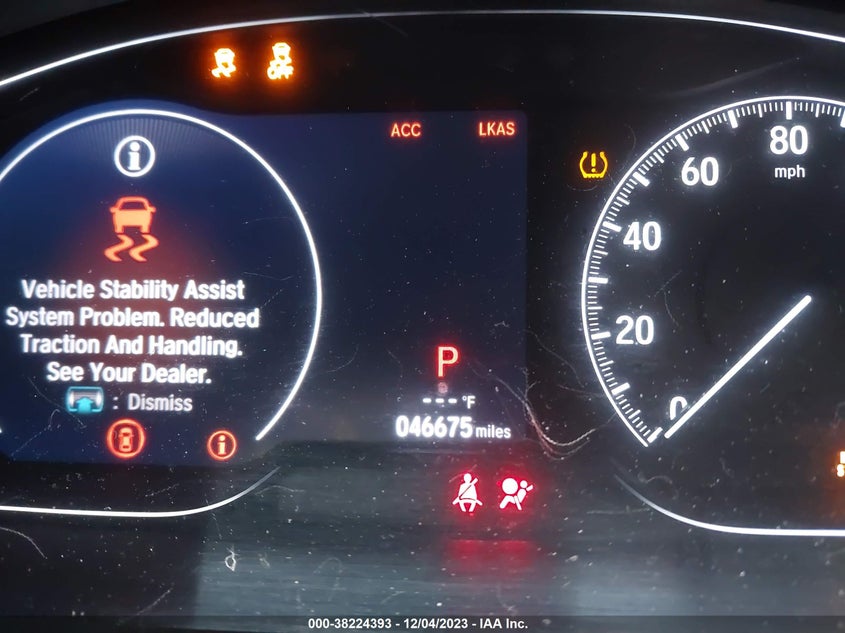 OFF
ACC LKAS
80
mph
60
40
20
0
i
Vehicle Stability Assist
System Problem. Reduced
Traction And Handling.
See Your Dealer.
: Dismiss
i
P
---°F
046675 miles
000-38224393 - 12/04/2023 - IAA Inc.